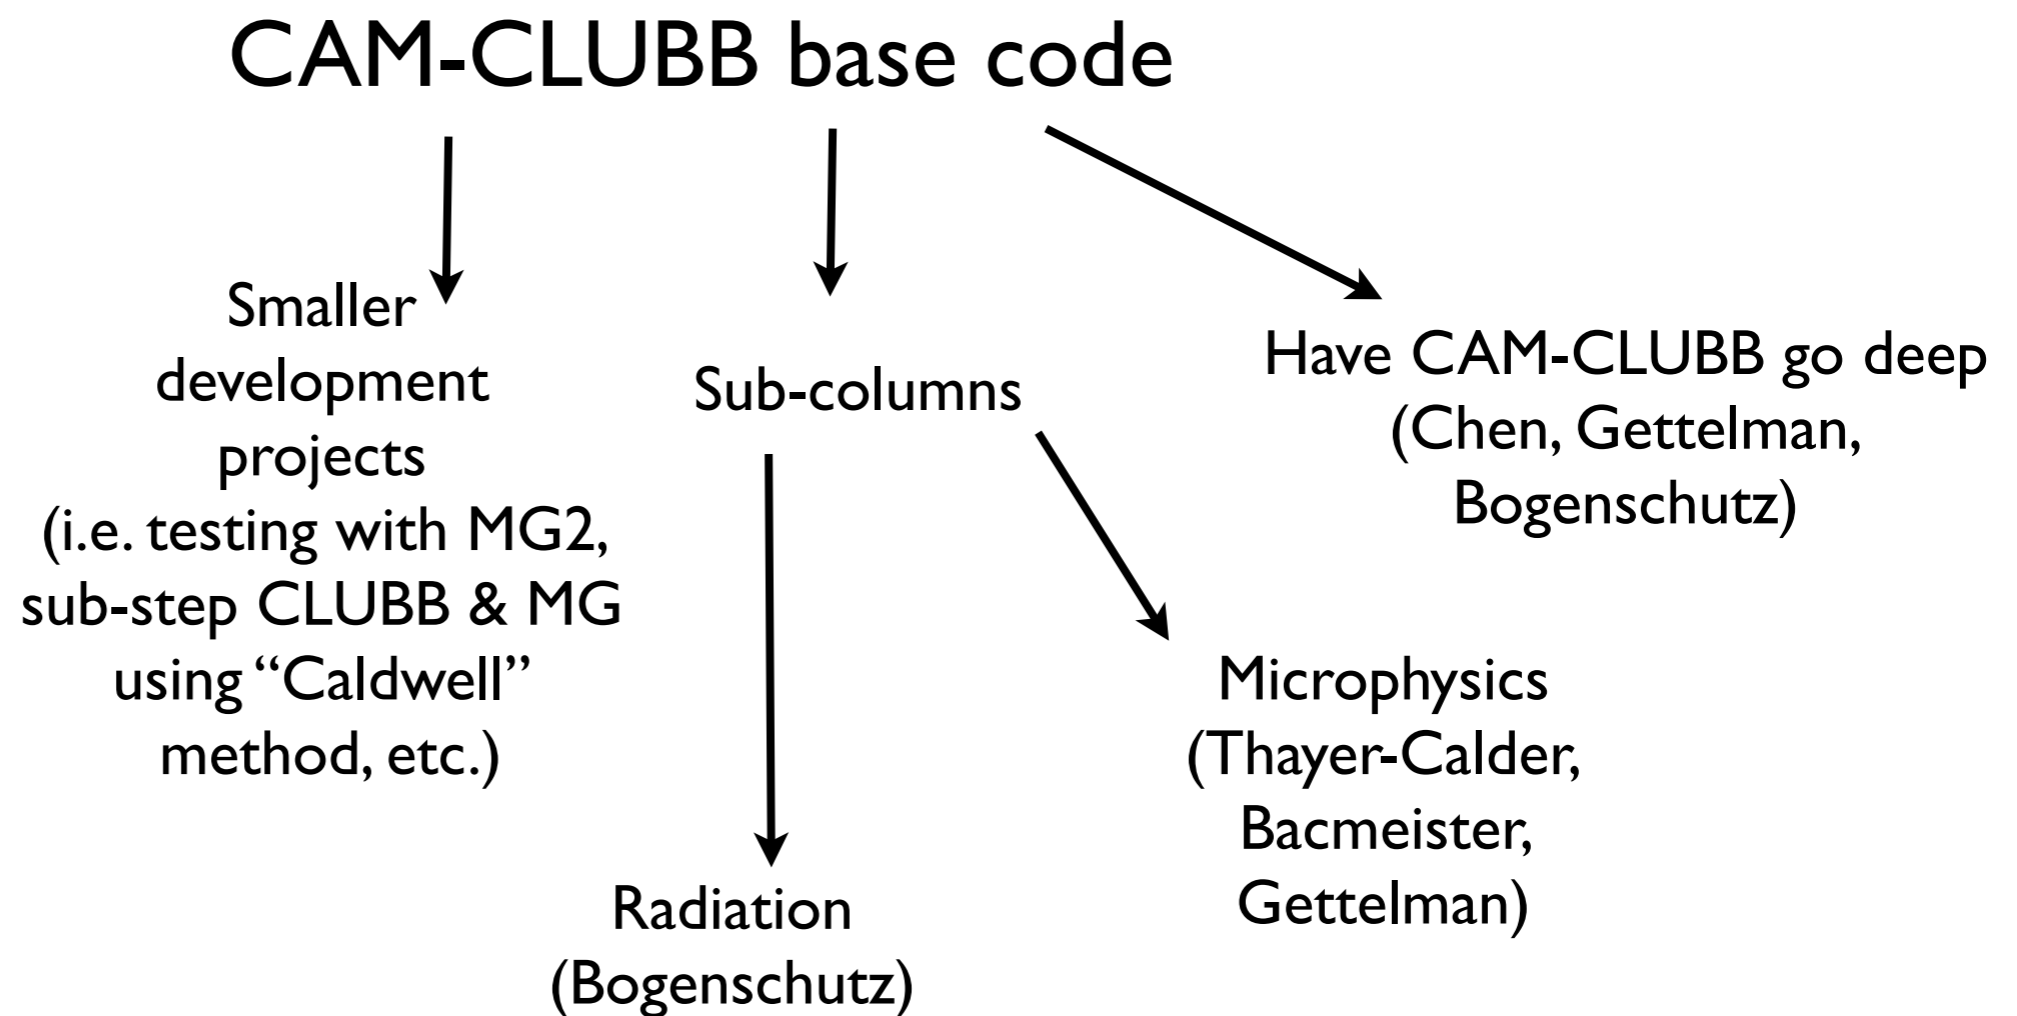 CAM-CLUBB base code
Smaller
development
projects
(i.e. testing with MG2,
sub-step CLUBB & MG
using “Caldwell”
method, etc.)
Sub-columns
Have CAM-CLUBB go deep
(Chen, Gettelman,
Bogenschutz)
Radiation
(Bogenschutz)
Microphysics
(Thayer-Calder,
Bacmeister,
Gettelman)